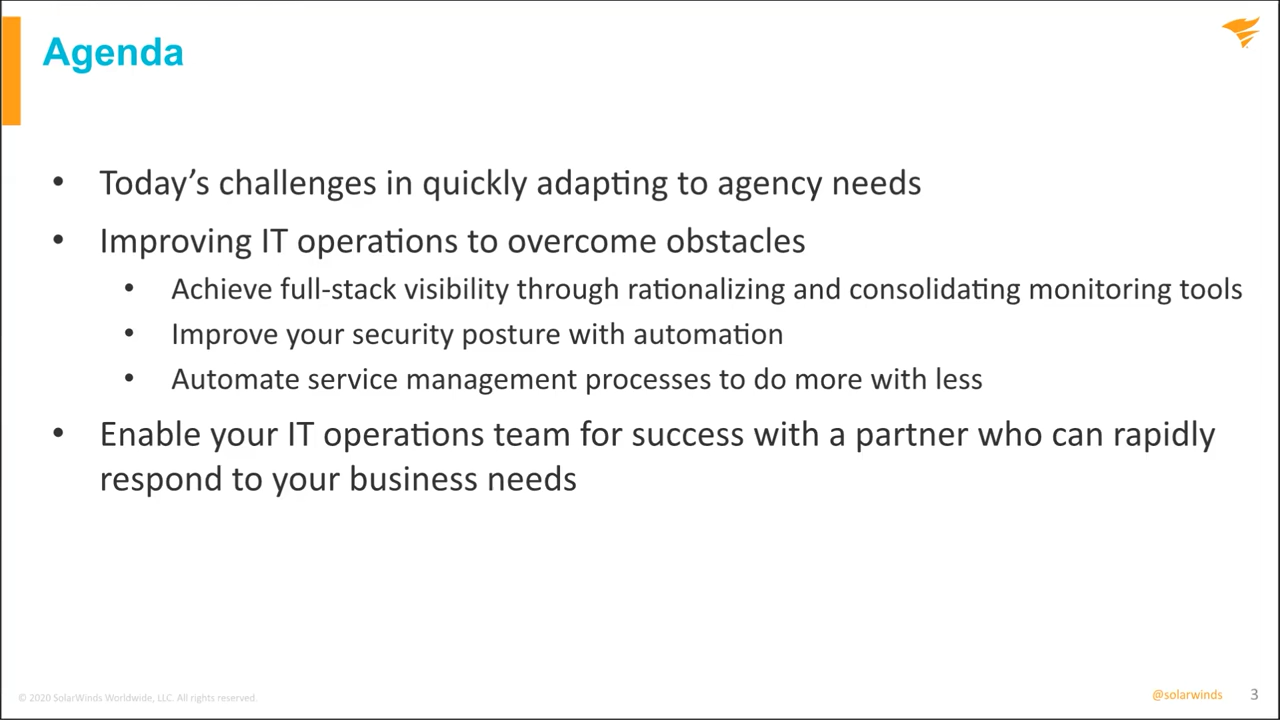 Agenda
• Today’s challenges in quickly adapting to agency needs
• Improving IT operations to overcome obstacles
• Achieve full-stack visibility through rationalizing and consolidating monitoring tools
• Improve your security posture with automation
• Automate service management processes to do more with less
• Enable your IT operations team for success with a partner who can rapidly
respond to your business needs
© 2020 SolarWinds Worldwide, LLC. All rights reserved.
@solarwinds 3